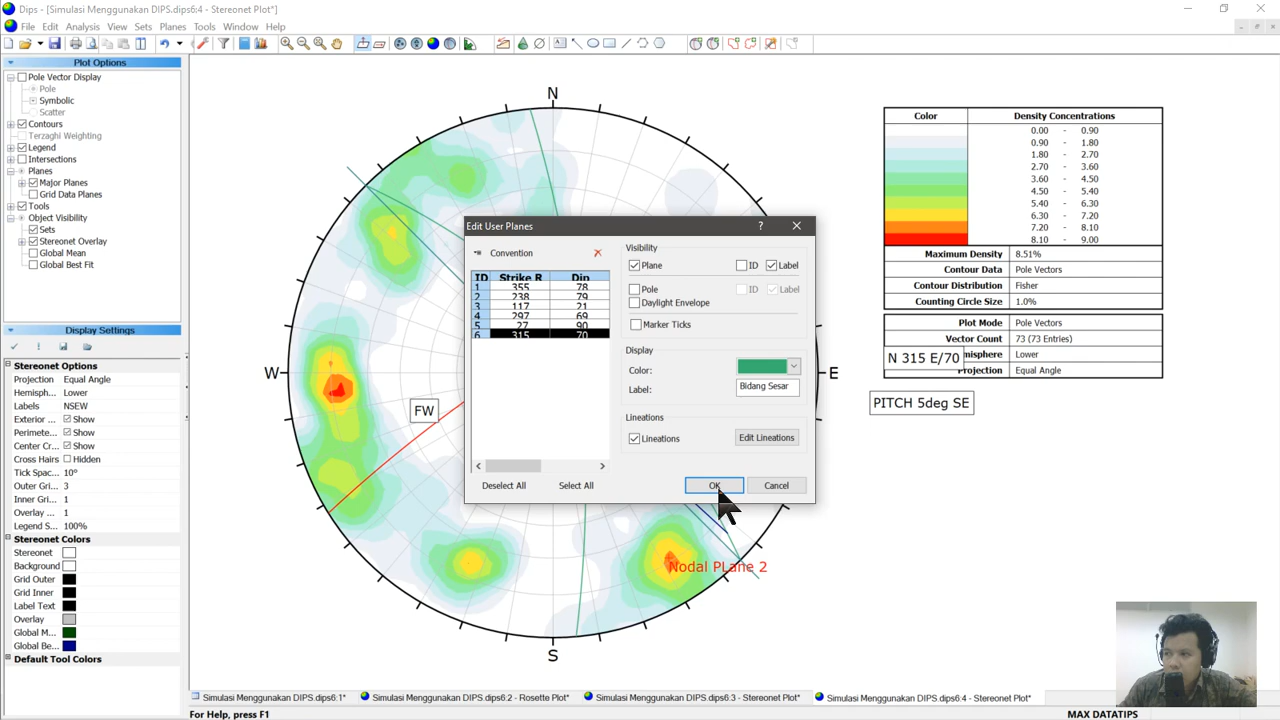 Dips - [Simulasi Menggunakan DIPS.dips6:4 - Stereonet Plot*]
File Edit Analysis View Sets Planes Tools Window Help
Plot Options
Pole Vector Display
Pole
Symbolic
Scatter
Contours
Terzaghi Weighting
Legend
Intersections
Planes
Major Planes
Grid Data Planes
Tools
Object Visibility
Sets
Stereonet Overlay
Global Mean
Global Best Fit
Display Settings
Stereonet Options
Projection Equal Angle
Hemisph... Lower
Labels NSEW
Exterior ... Show
Perimete... Show
Center Cr... Show
Cross Hairs Hidden
Tick Spac... 10°
Outer Gri... 3
Inner Gri... 1
Overlay ... 1
Legend S... 100%
Stereonet Colors
Stereonet
Background
Grid Outer
Grid Inner
Label Text
Overlay
Global M...
Global Be...
Default Tool Colors
N
W
E
S
FW
Nodal PLane 2
Edit User Planes ?
Convention
ID Strike R Dip
1 355 78
2 238 79
3 117 21
4 297 69
5 27 90
6 315 70
Deselect All Select All
Visibility
Plane ID Label
Pole ID Label
Daylight Envelope
Marker Ticks
Display
Color:
Label: Bidang Sesar
Lineations
Lineations Edit Lineations
OK Cancel
Color Density Concentrations
0.00 - 0.90
0.90 - 1.80
1.80 - 2.70
2.70 - 3.60
3.60 - 4.50
4.50 - 5.40
5.40 - 6.30
6.30 - 7.20
7.20 - 8.10
8.10 - 9.00
Maximum Density 8.51%
Contour Data Pole Vectors
Contour Distribution Fisher
Counting Circle Size 1.0%
Plot Mode Pole Vectors
Vector Count 73 (73 Entries)
misphere Lower
Projection Equal Angle
N 315 E/70
PITCH 5deg SE
Simulasi Menggunakan DIPS.dips6:1* Simulasi Menggunakan DIPS.dips6:2 - Rosette Plot* Simulasi Menggunakan DIPS.dips6:3 - Stereonet Plot* Simulasi Menggunakan DIPS.dips6:4 - Stereonet Plot*
For Help, press F1 MAX DATATIPS